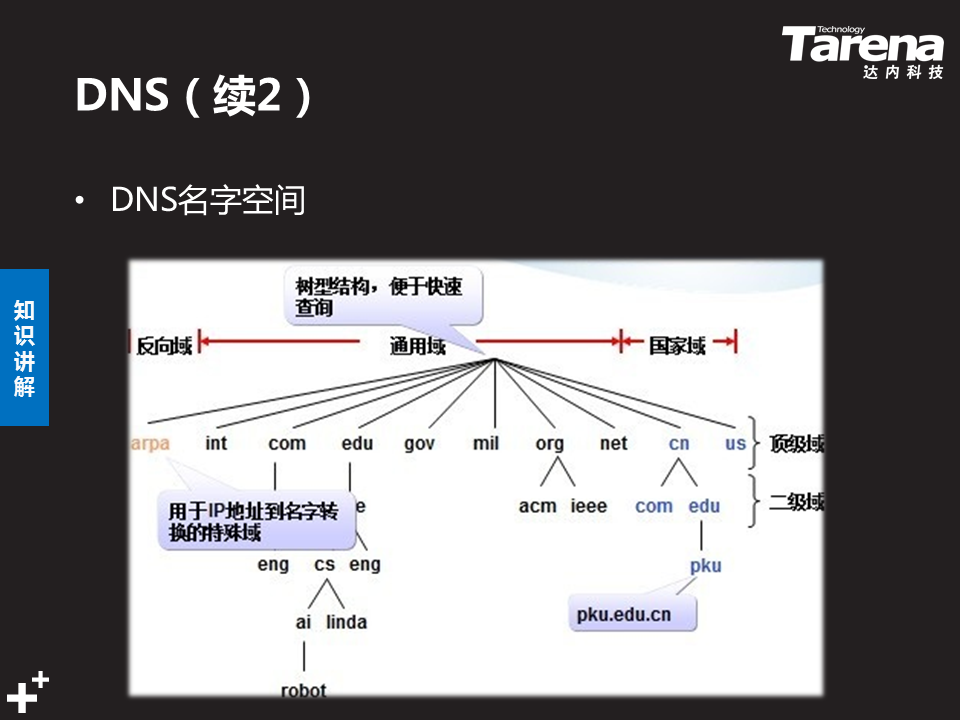 Technology
Tarena
达内科技
DNS（续2）
• DNS名字空间
知
识
讲
解
树型结构，便于快速
查询
反向域
通用域
国家域
arpa int com edu gov mil org net cn us 顶级域
用于IP地址到名字转
换的特殊域
e
acm ieee com edu 二级域
eng cs eng
pku
ai linda
pku.edu.cn
robot